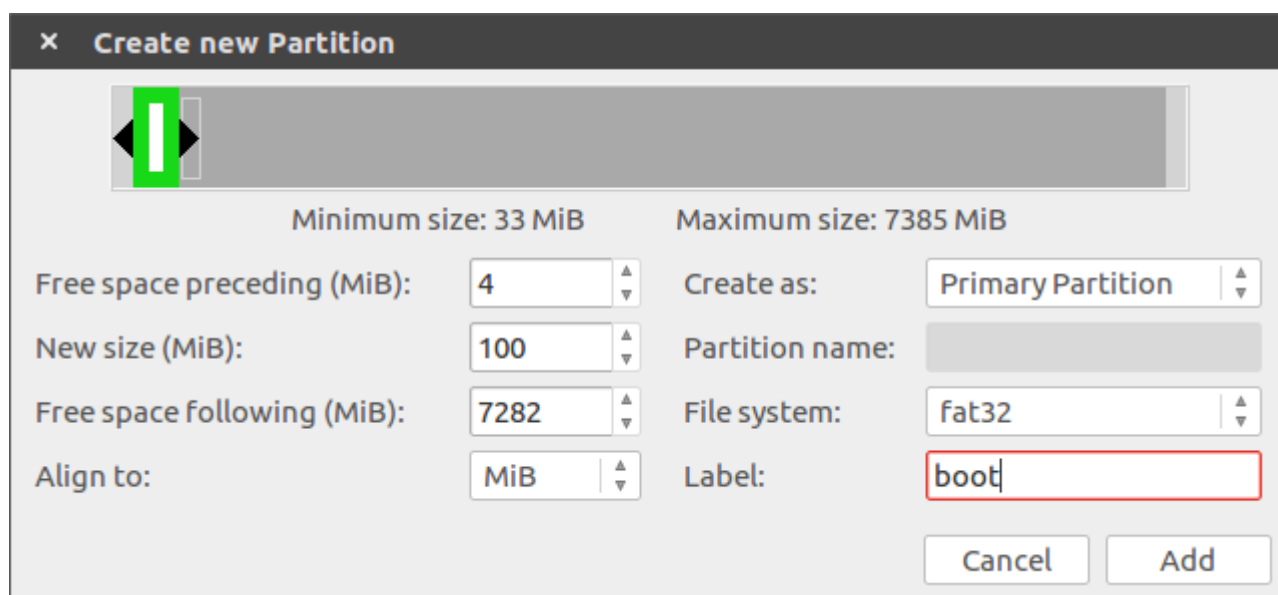 × Create new Partition
Minimum size: 33 MiB Maximum size: 7385 MiB
Free space preceding (MiB): 4 Create as: Primary Partition
New size (MiB): 100 Partition name:
Free space following (MiB): 7282 File system: fat32
Align to: MiB Label: boot
Cancel Add